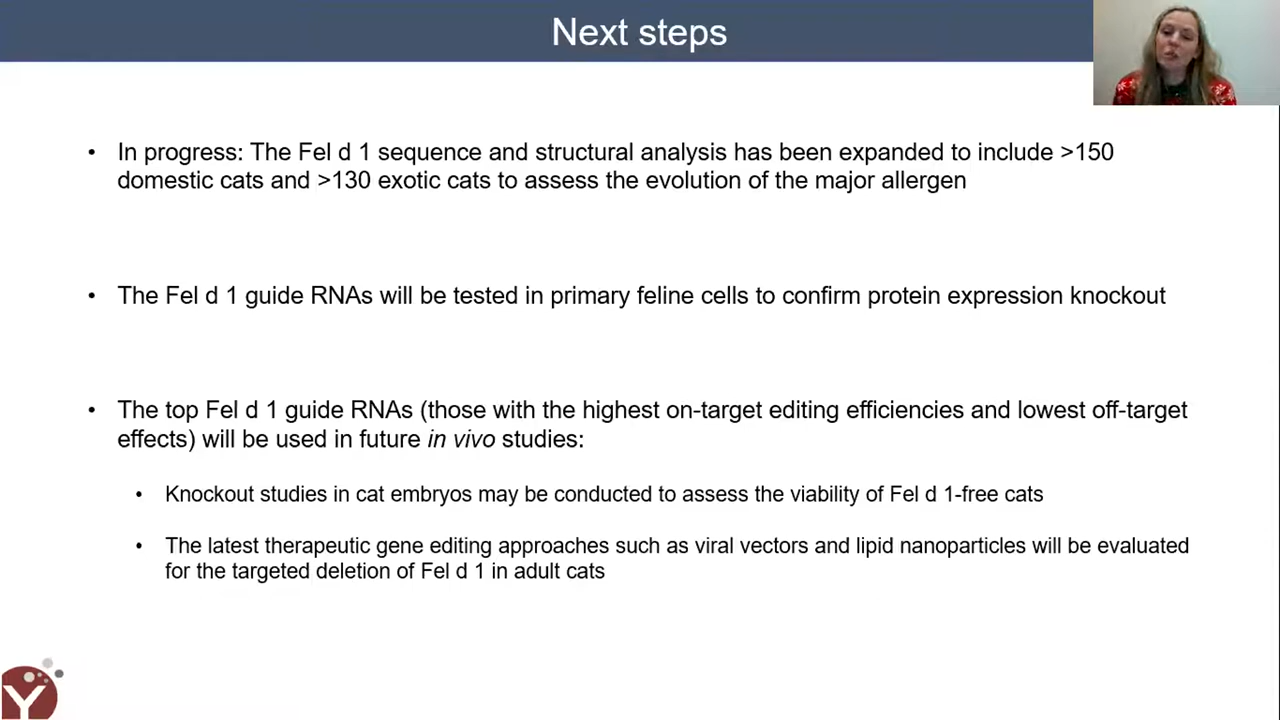 Next steps
• In progress: The Fel d 1 sequence and structural analysis has been expanded to include >150
domestic cats and >130 exotic cats to assess the evolution of the major allergen
• The Fel d 1 guide RNAs will be tested in primary feline cells to confirm protein expression knockout
• The top Fel d 1 guide RNAs (those with the highest on-target editing efficiencies and lowest off-target
effects) will be used in future in vivo studies:
• Knockout studies in cat embryos may be conducted to assess the viability of Fel d 1-free cats
• The latest therapeutic gene editing approaches such as viral vectors and lipid nanoparticles will be evaluated
for the targeted deletion of Fel d 1 in adult cats